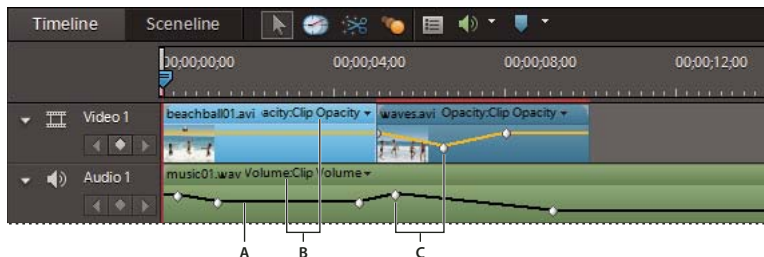 Timeline Sceneline
00;00;00;00 00;00;04;00 00;00;08;00 00;00;12;00
Video 1 beachball01.avi acity:Clip Opacity waves.avi Opacity:Clip Opacity
Audio 1 music01.wav Volume:Clip Volume
A B C